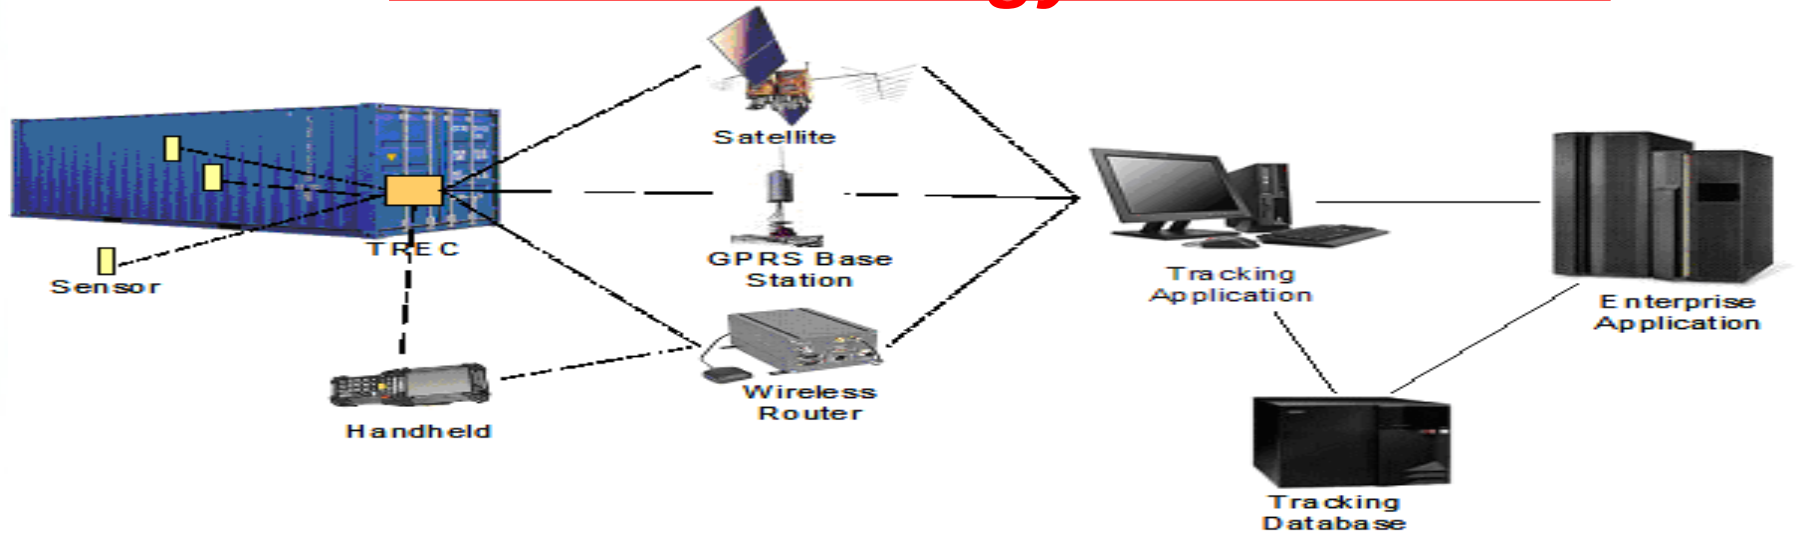 Satellite
TREC
Sensor
GPRS Base
Station
Tracking
Application
Enterprise
Application
Wireless
Router
Handheld
Tracking
Database